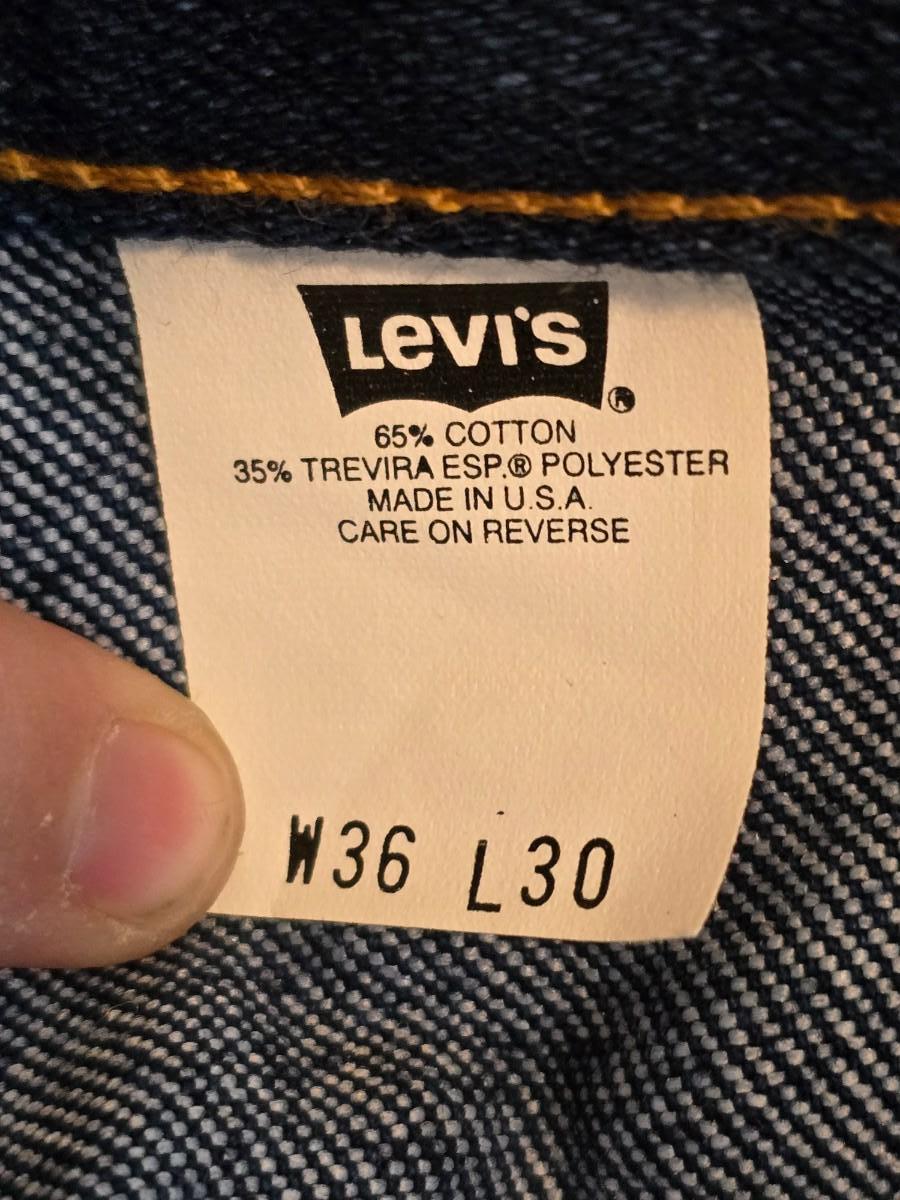 LEVI'S
®
65% COTTON
35% TREVIRA ESP.® POLYESTER
MADE IN U.S.A.
CARE ON REVERSE
W36 L30